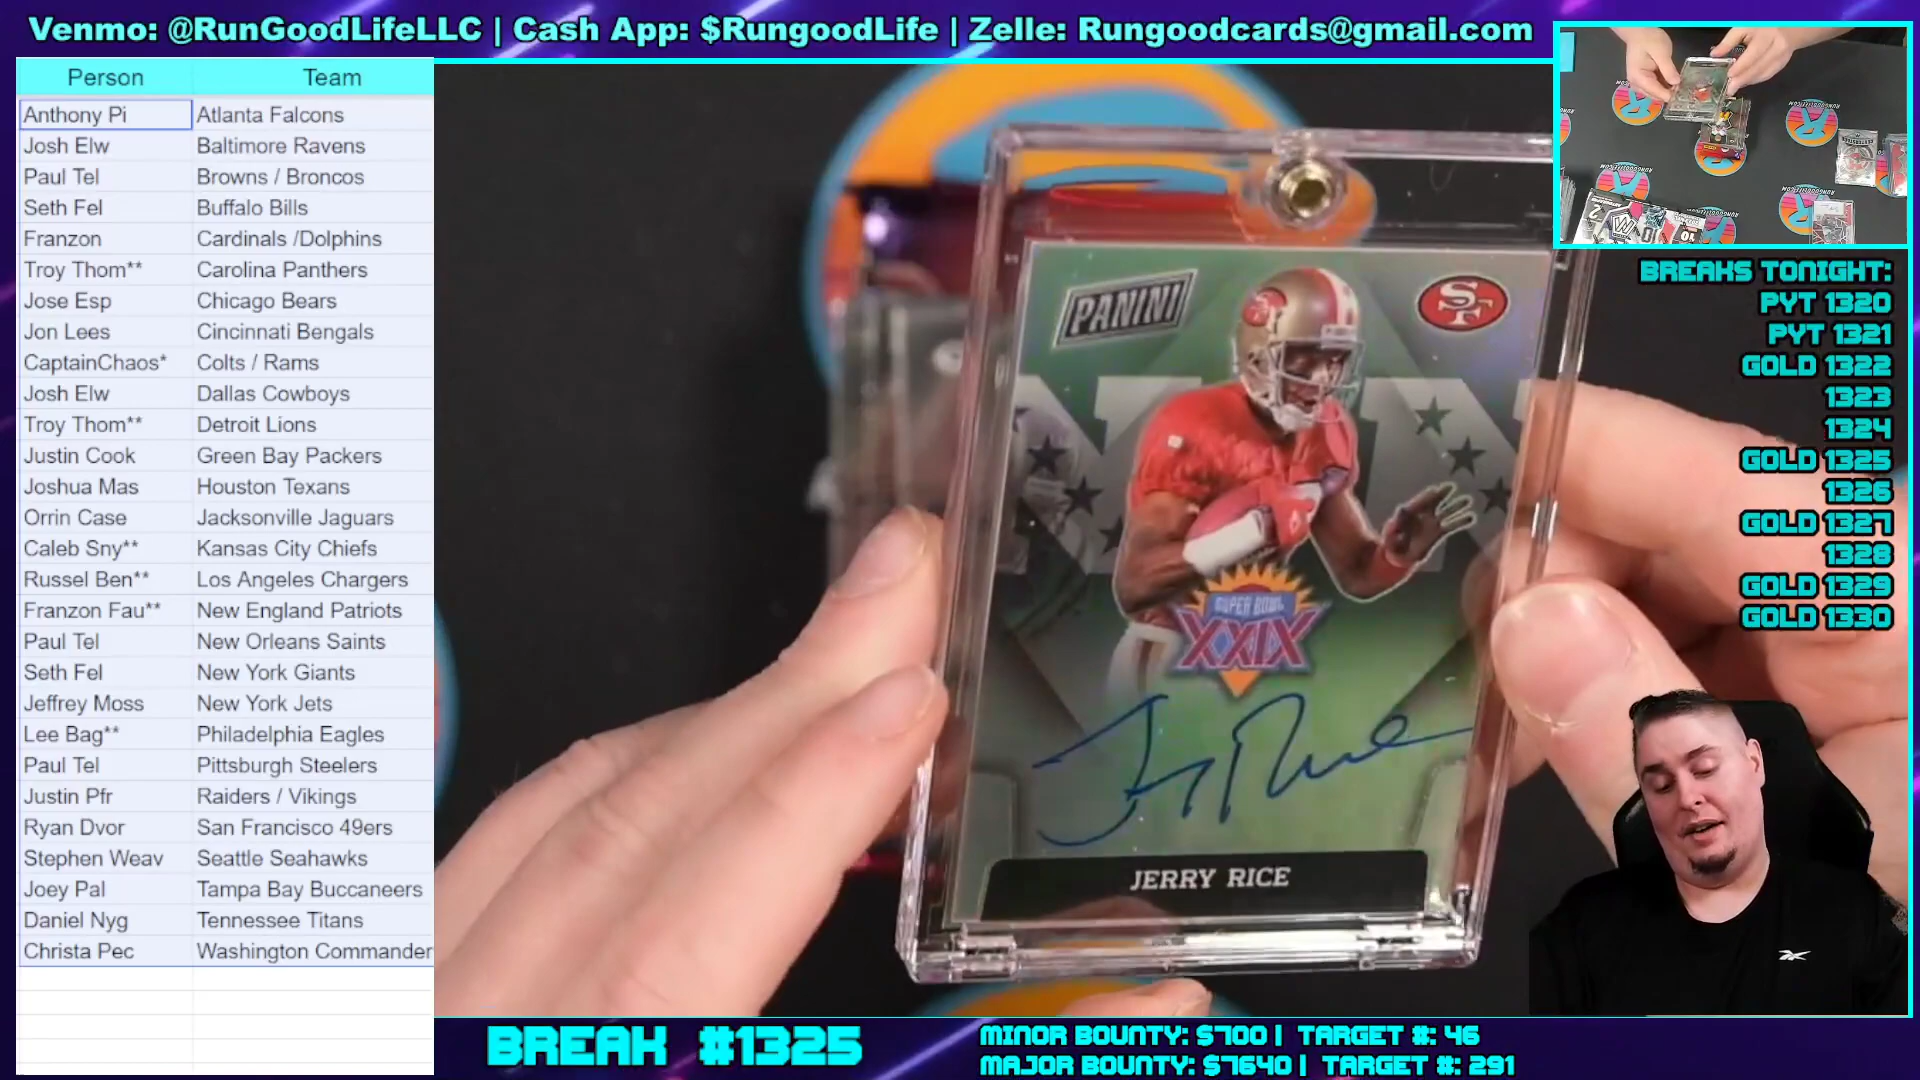 Venmo: @RunGoodLifeLLC | Cash App: $RungoodLife | Zelle: Rungoodcards@gmail.com
Person Team
Anthony Pi Atlanta Falcons
Josh Elw Baltimore Ravens
Paul Tel Browns / Broncos
Seth Fel Buffalo Bills
Franzon Cardinals /Dolphins
Troy Thom** Carolina Panthers
Jose Esp Chicago Bears
Jon Lees Cincinnati Bengals
CaptainChaos* Colts / Rams
Josh Elw Dallas Cowboys
Troy Thom** Detroit Lions
Justin Cook Green Bay Packers
Joshua Mas Houston Texans
Orrin Case Jacksonville Jaguars
Caleb Sny** Kansas City Chiefs
Russel Ben** Los Angeles Chargers
Franzon Fau** New England Patriots
Paul Tel New Orleans Saints
Seth Fel New York Giants
Jeffrey Moss New York Jets
Lee Bag** Philadelphia Eagles
Paul Tel Pittsburgh Steelers
Justin Pfr Raiders / Vikings
Ryan Dvor San Francisco 49ers
Stephen Weav Seattle Seahawks
Joey Pal Tampa Bay Buccaneers
Daniel Nyg Tennessee Titans
Christa Pec Washington Commander
PANINI
SF
SUPER BOWL
XXIX
Jerry Rice
JERRY RICE
BREAKS TONIGHT:
PYT 1320
PYT 1321
GOLD 1322
1323
1324
GOLD 1325
1326
GOLD 1327
1328
GOLD 1329
GOLD 1330
BREAK #1325
MINOR BOUNTY: $700 | TARGET #: 46
MAJOR BOUNTY: $7640 | TARGET #: 291